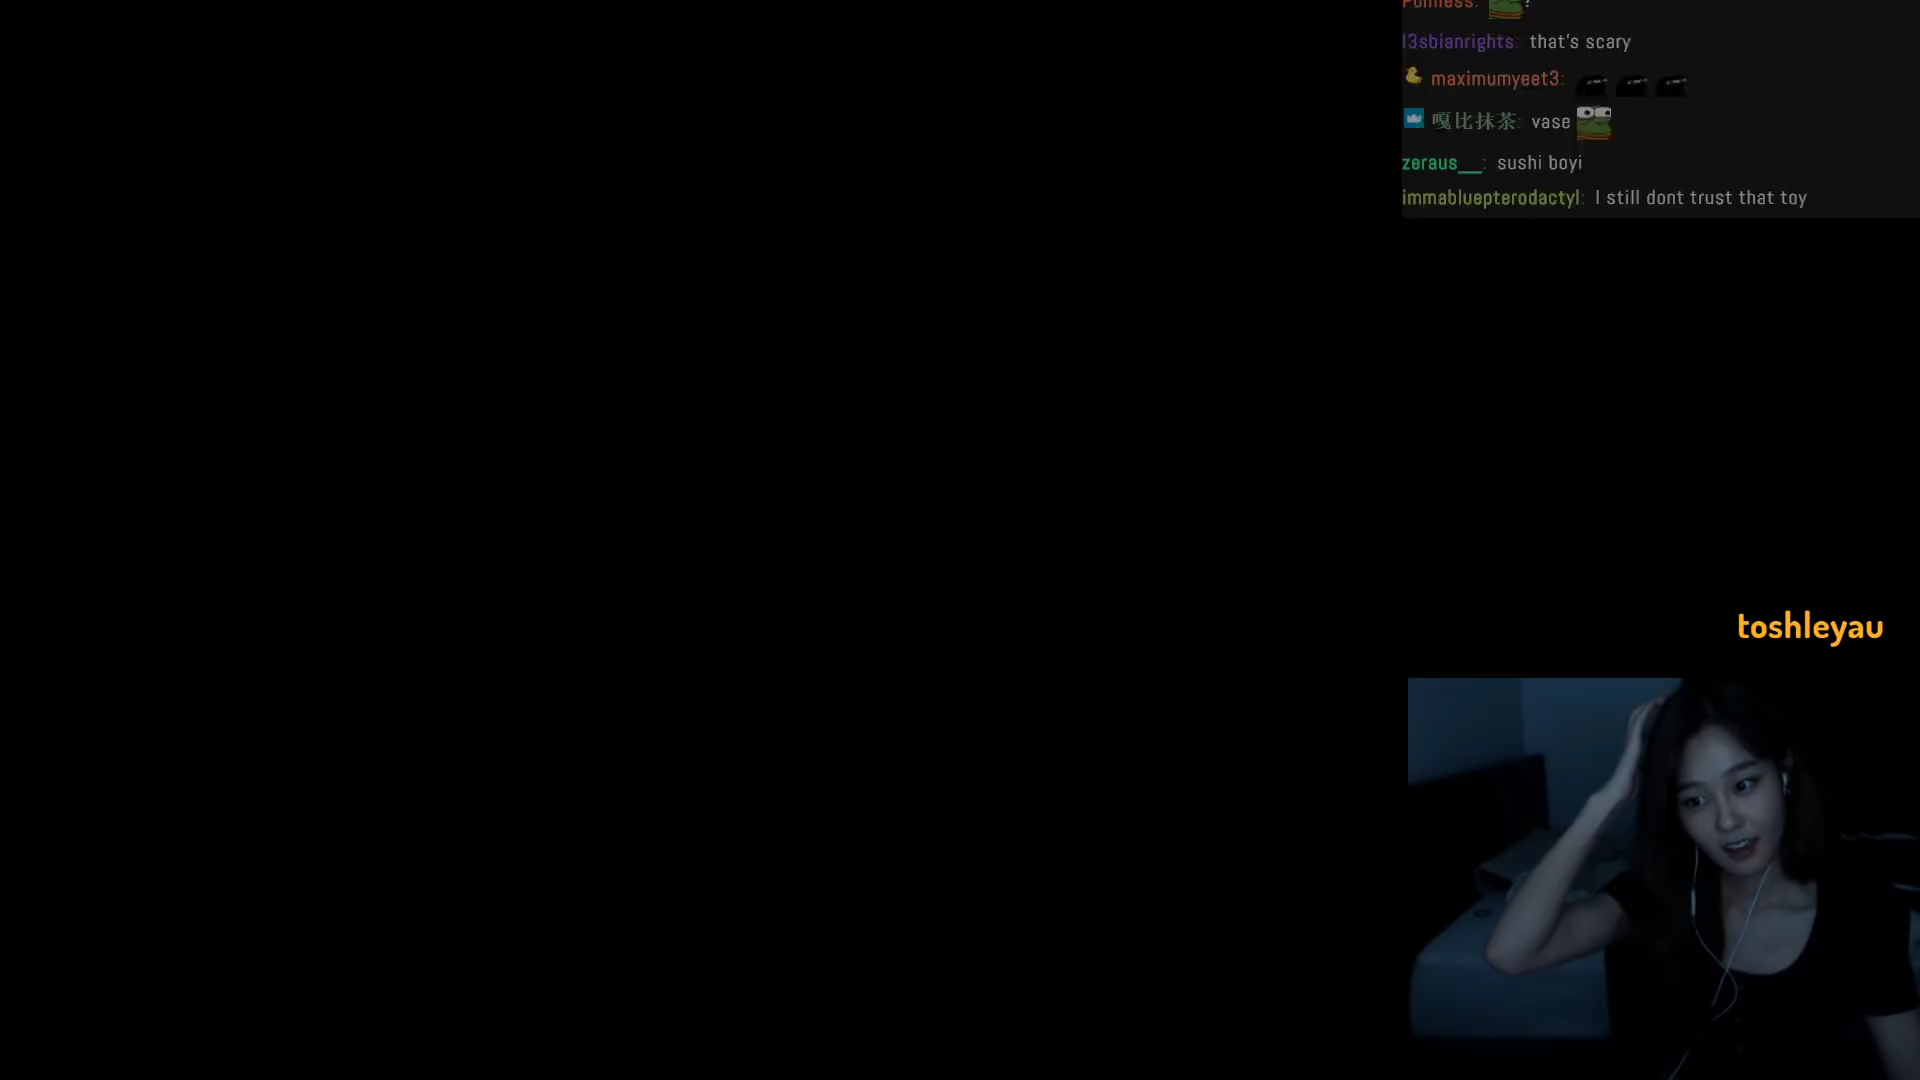 Pumess: ?
l3sbianrights: that's scary
maximumyeet3:
嘎比抹茶: vase
zeraus__: sushi boyi
immabluepterodactyl: I still dont trust that toy
toshleyau